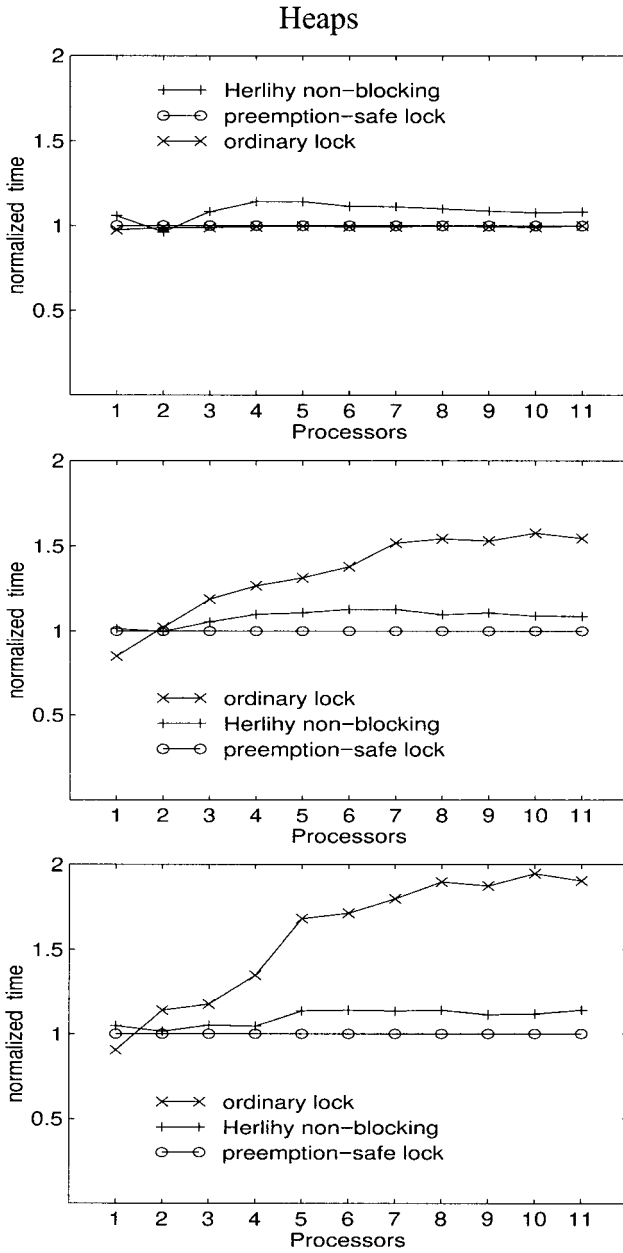 Heaps
2
Herlihy non-blocking
preemption-safe lock
ordinary lock
1.5
normalized time
1
0.5
1 2 3 4 5 6 7 8 9 10 11
Processors
2
1.5
normalized time
1
ordinary lock
0.5
Herlihy non-blocking
preemption-safe lock
1 2 3 4 5 6 7 8 9 10 11
Processors
2
1.5
normalized time
1
ordinary lock
0.5
Herlihy non-blocking
preemption-safe lock
1 2 3 4 5 6 7 8 9 10 11
Processors